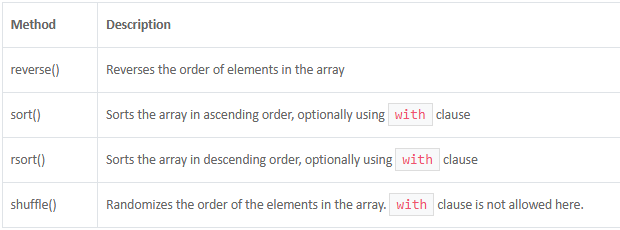 Method Description
reverse() Reverses the order of elements in the array
sort() Sorts the array in ascending order, optionally using with clause
rsort() Sorts the array in descending order, optionally using with clause
shuffle() Randomizes the order of the elements in the array. with clause is not allowed here.